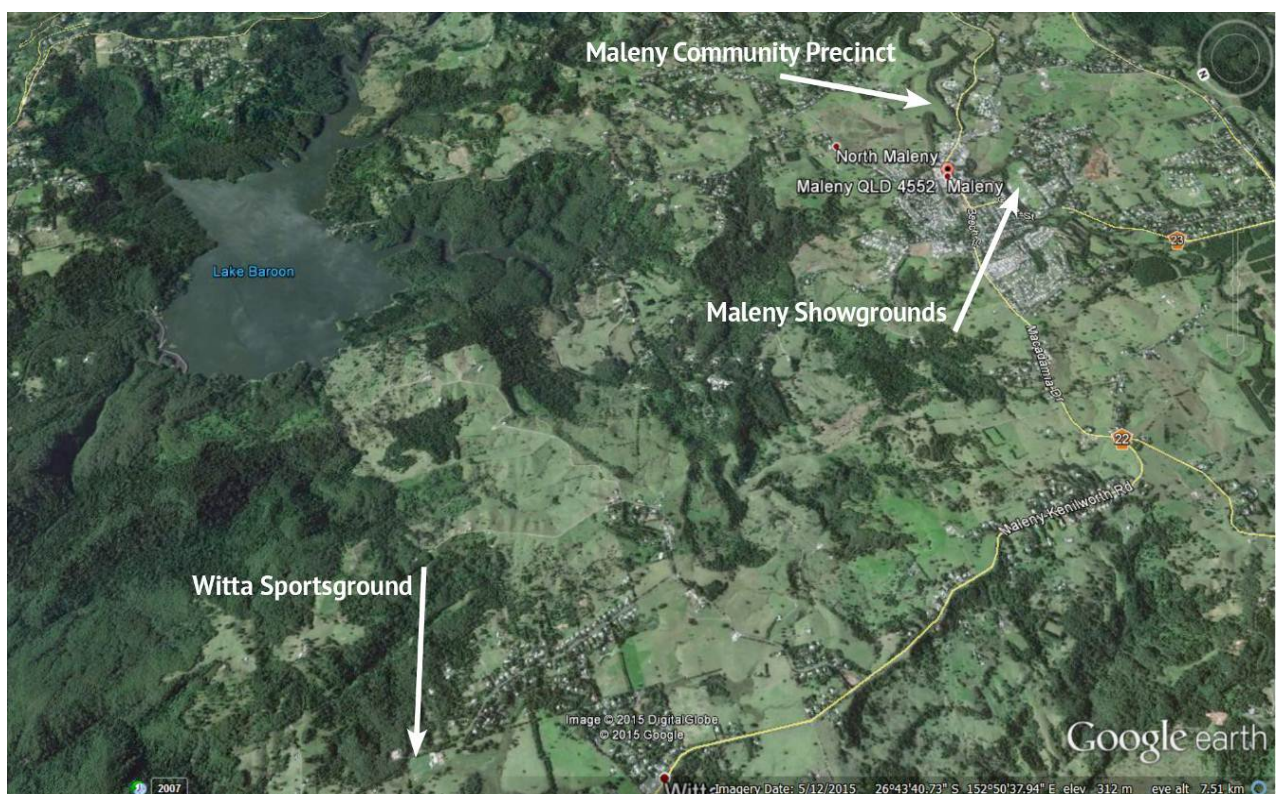 Maleny Community Precinct
N
North Maleny
Maleny QLD 4552
Maleny
23
Lake Baroon
Maleny Showgrounds
Macadamia Dr
22
Maleny-Kenilworth Rd
Witta Sportsground
Image © 2015 DigitalGlobe
© 2015 Google
Google earth
2007
Imagery Date: 5/12/2015 26°43'40.73" S 152°50'37.94" E elev 312 m eye alt 7.51 km